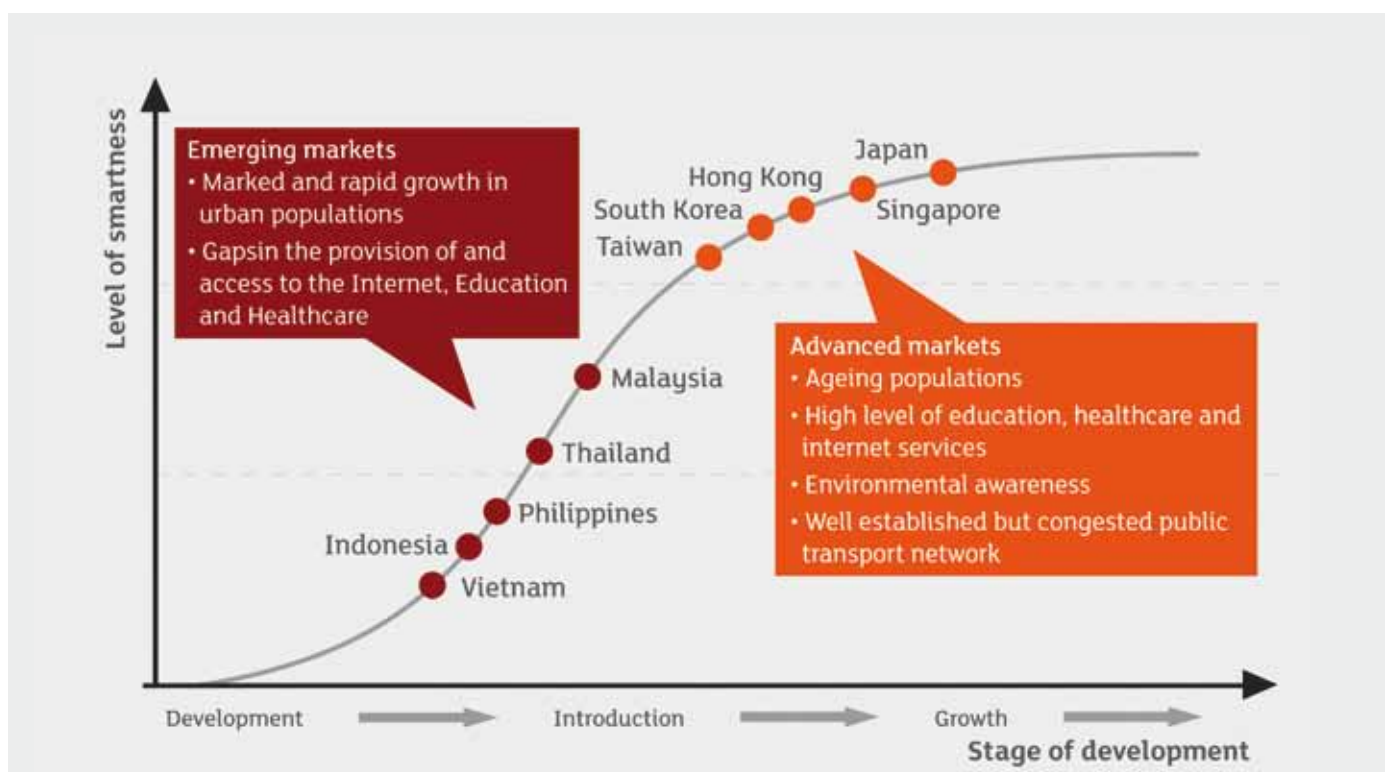 Level of smartness
Emerging markets
• Marked and rapid growth in
urban populations
• Gapsin the provision of and
access to the Internet, Education
and Healthcare
Japan
Hong Kong
South Korea
Singapore
Taiwan
Advanced markets
• Ageing populations
• High level of education, healthcare and
internet services
• Environmental awareness
• Well established but congested public
transport network
Malaysia
Thailand
Philippines
Indonesia
Vietnam
Development
Introduction
Growth
Stage of development